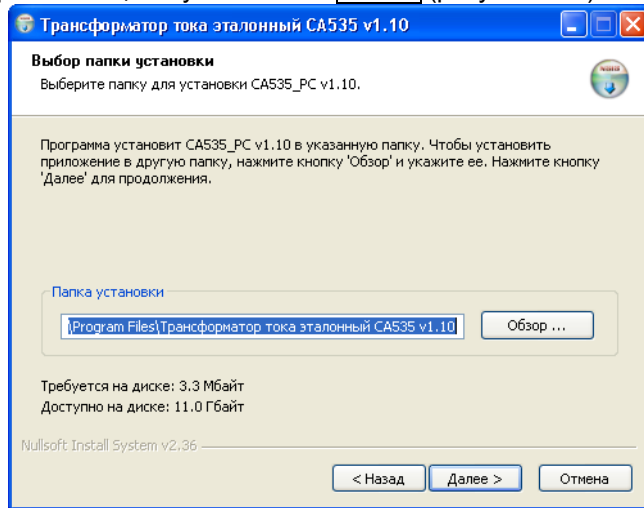 Трансформатор тока эталонный CA535 v1.10
Выбор папки установки
Выберите папку для установки CA535_PC v1.10.
Программа установит CA535_PC v1.10 в указанную папку. Чтобы установить
приложение в другую папку, нажмите кнопку 'Обзор' и укажите ее. Нажмите кнопку
'Далее' для продолжения.
Папка установки
\Program Files\Трансформатор тока эталонный CA535 v1.10
Обзор ...
Требуется на диске: 3.3 Мбайт
Доступно на диске: 11.0 Гбайт
Nullsoft Install System v2.36
< Назад
Далее >
Отмена